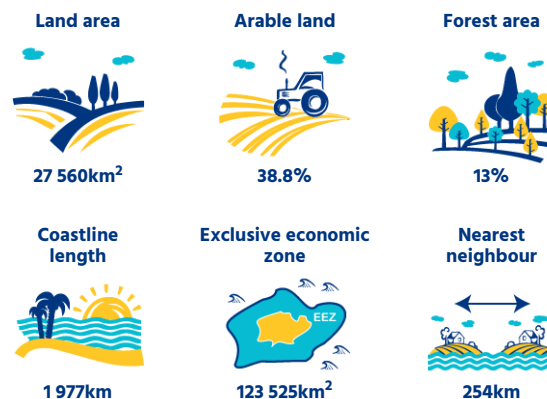 Land area
Arable land
Forest area
27 560km²
38.8%
13%
Coastline
length
Exclusive economic
zone
Nearest
neighbour
EEZ
1 977km
123 525km²
254km